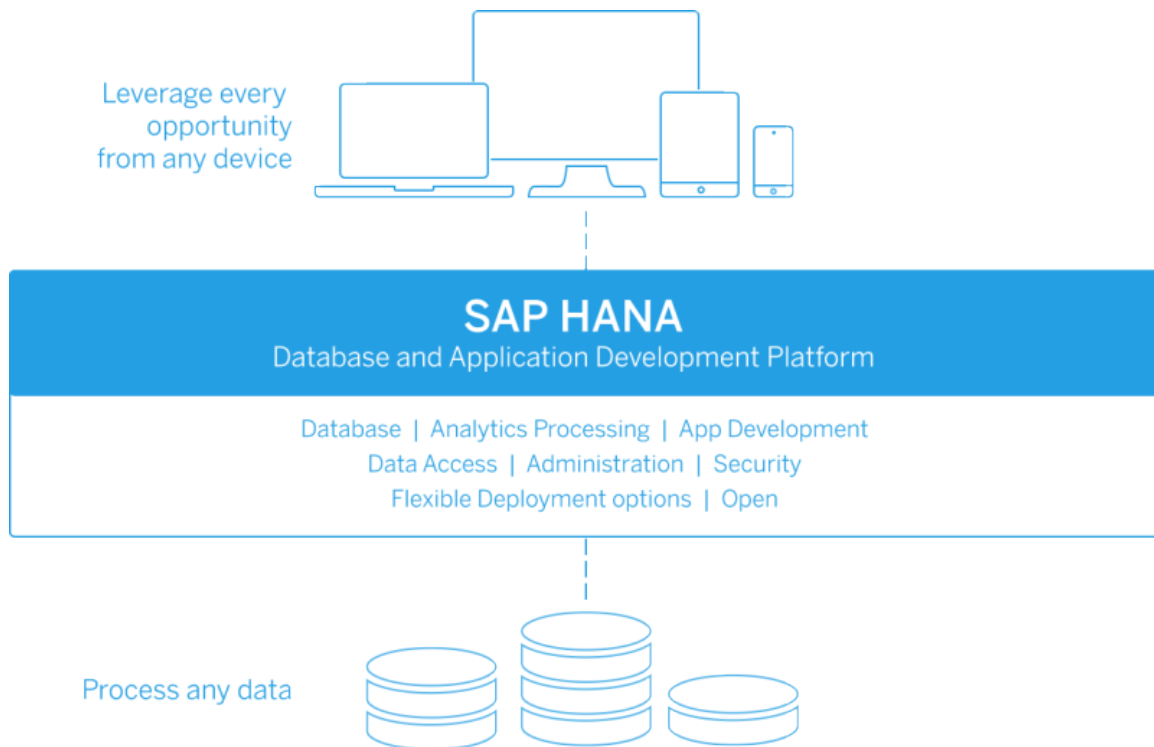 Leverage every
opportunity
from any device
SAP HANA
Database and Application Development Platform
Database | Analytics Processing | App Development
Data Access | Administration | Security
Flexible Deployment options | Open
Process any data